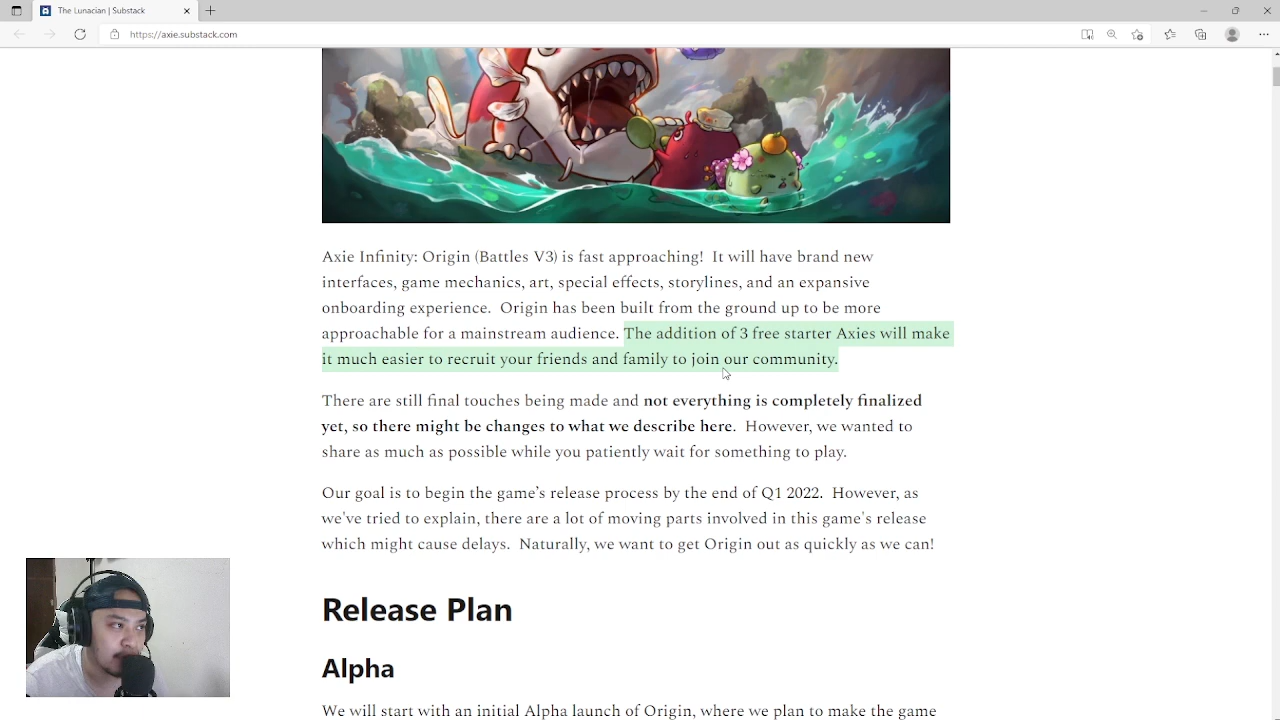 The Lunacian | Substack
https://axie.substack.com
Axie Infinity: Origin (Battles V3) is fast approaching!  It will have brand new
interfaces, game mechanics, art, special effects, storylines, and an expansive
onboarding experience.  Origin has been built from the ground up to be more
approachable for a mainstream audience. The addition of 3 free starter Axies will make
it much easier to recruit your friends and family to join our community.
There are still final touches being made and not everything is completely finalized
yet, so there might be changes to what we describe here.  However, we wanted to
share as much as possible while you patiently wait for something to play.
Our goal is to begin the game’s release process by the end of Q1 2022.  However, as
we've tried to explain, there are a lot of moving parts involved in this game's release
which might cause delays.  Naturally, we want to get Origin out as quickly as we can!
Release Plan
Alpha
We will start with an initial Alpha launch of Origin, where we plan to make the game